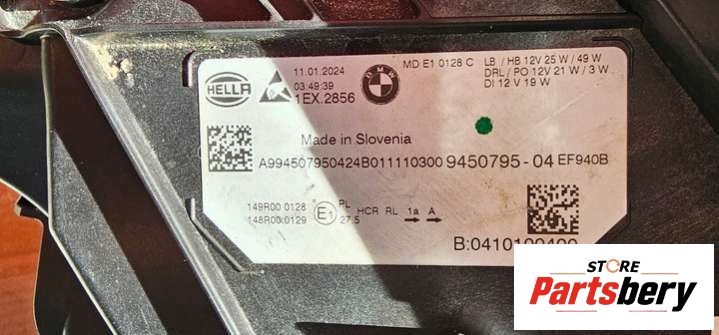 HELLA
11.01.2024
03:49:39
1EX.2856
BMW
MD E1 0128 C
LB / HB 12V 25 W / 49 W
DRL / PO 12V 21 W / 3 W
DI 12 V 19 W
Made in Slovenia
A994507950424B011110300 9450795 - 04 EF940B
149R00 0128
148R00 0129
E1
PL
27.5
HCR RL
1a A
STORE
Partsbery